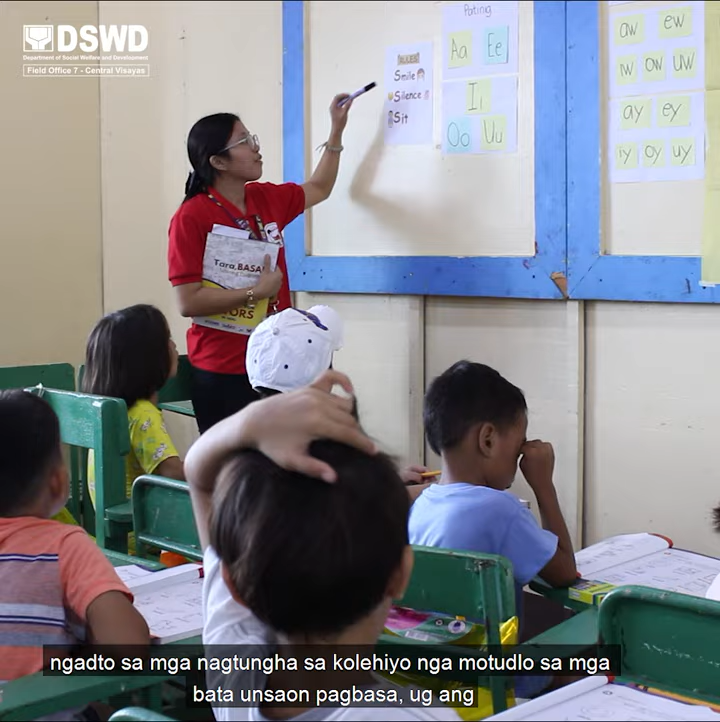 DSWD
Department of Social Welfare and Development
Field Office 7 - Central Visayas
Patinig
Aa Ee
Ii
Oo Uu
RULES
Smile
Silence
Sit
aw ew
iw ow uw
ay ey
iy oy uy
Tara, BASA!
ngadto sa mga nagtungha sa kolehiyo nga motudlo sa mga
bata unsaon pagbasa, ug ang